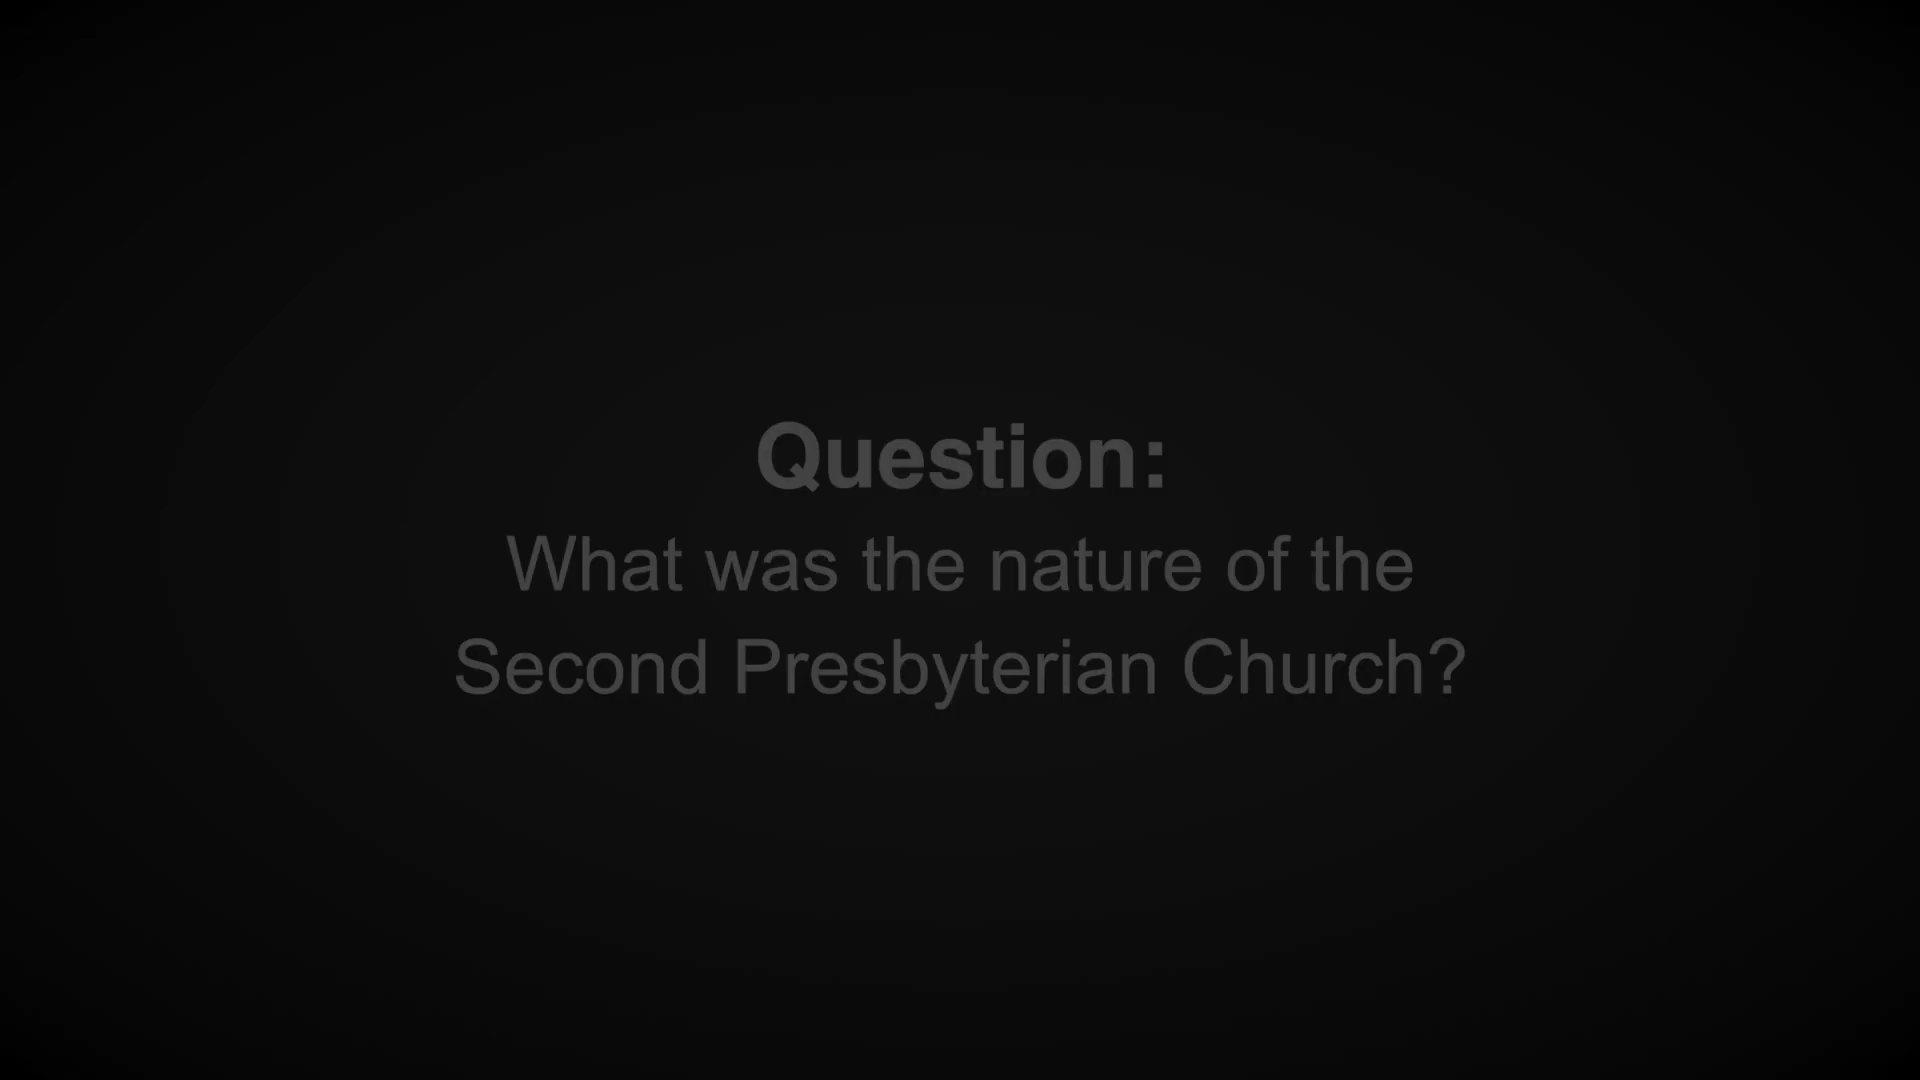 Question:
What was the nature of the
Second Presbyterian Church?